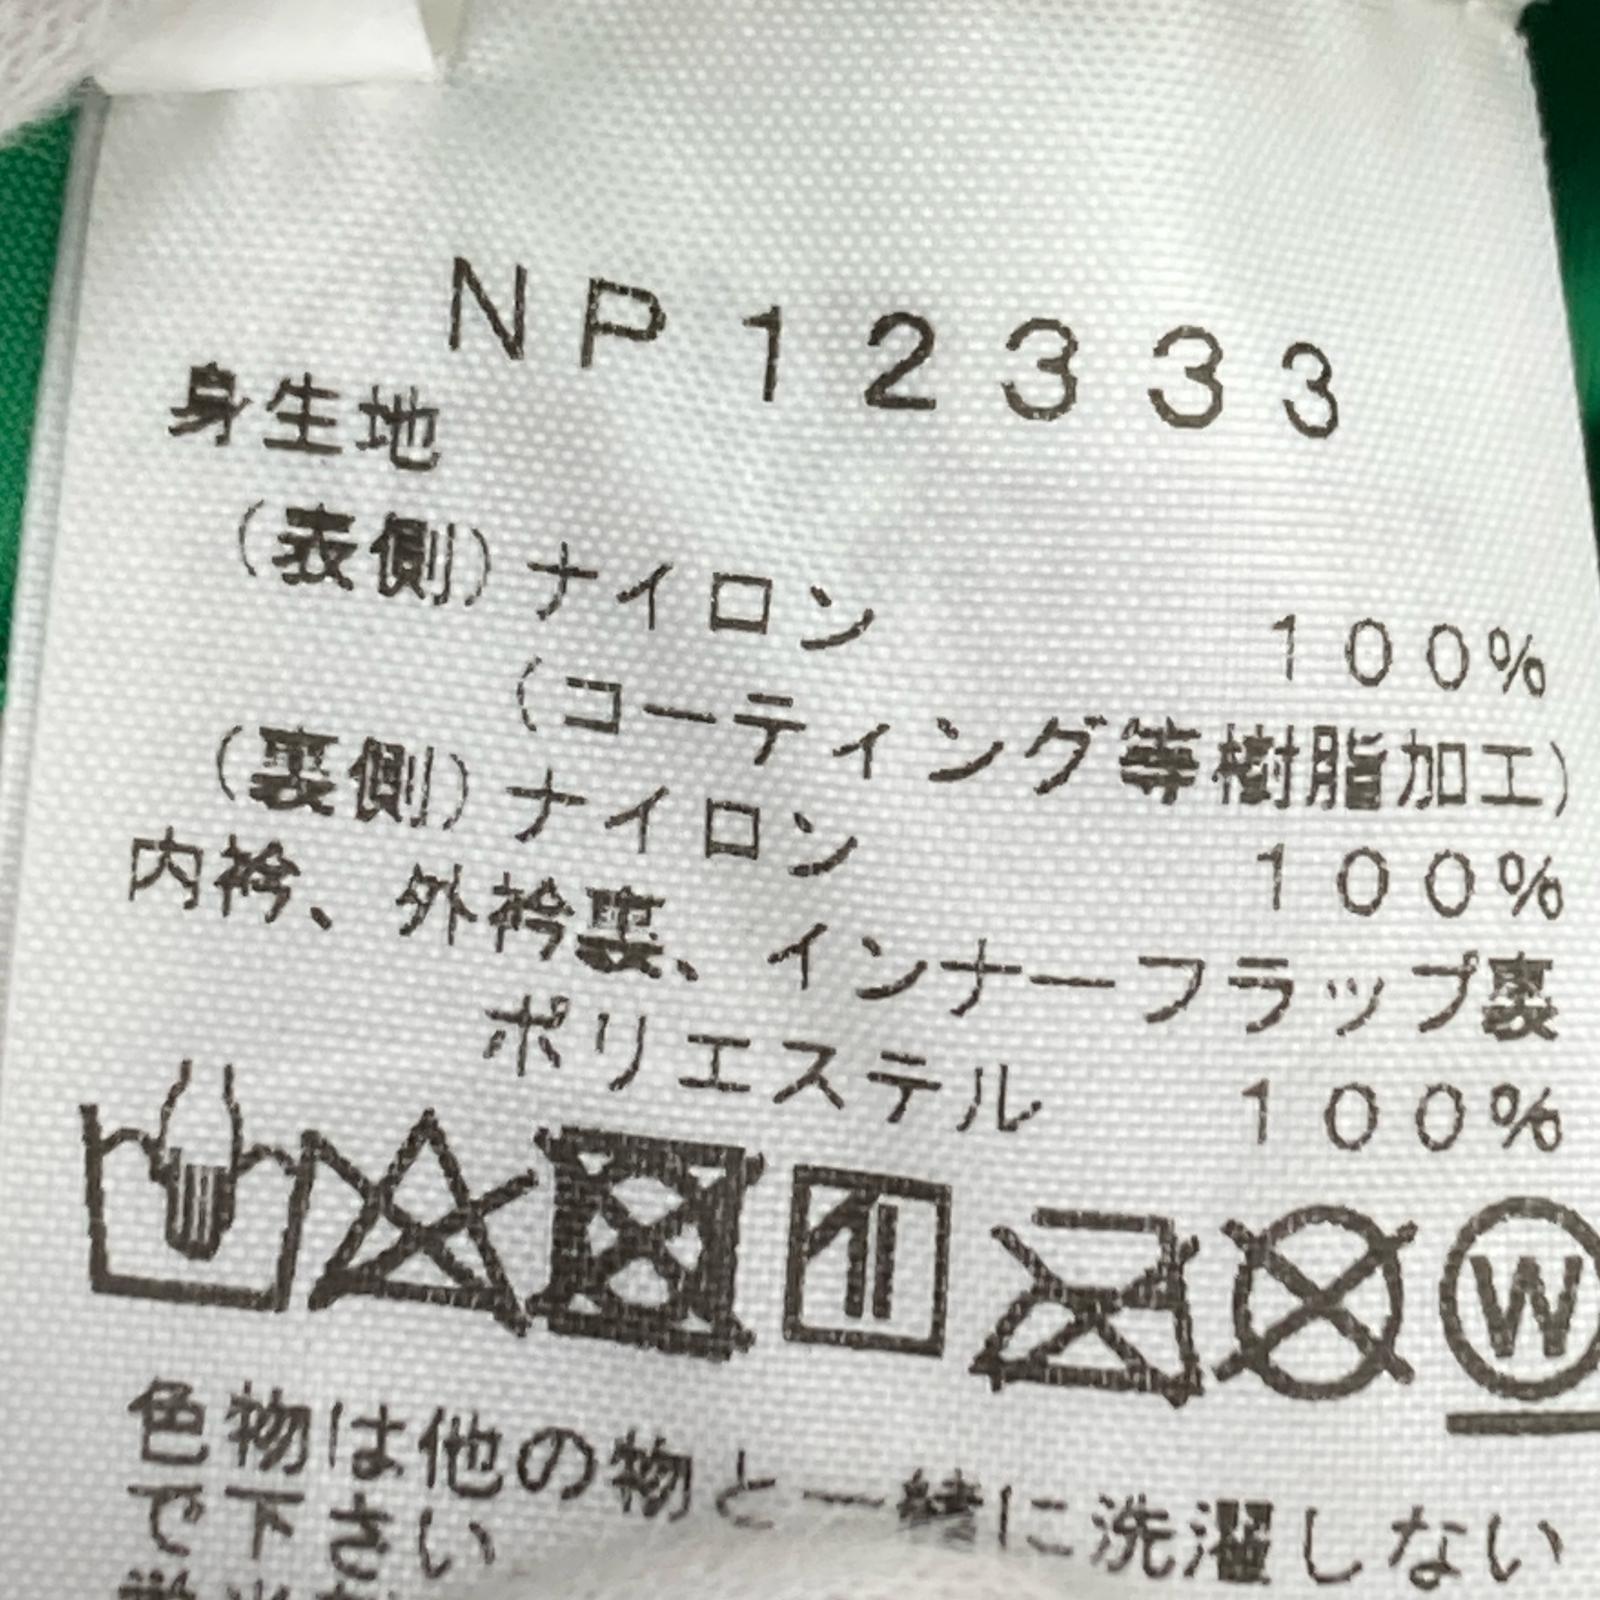 NP12333
身生地
(表側)ナイロン 100%
(コーティング等樹脂加工)
(裏側)ナイロン 100%
内衿、外衿裏、インナーフラップ裏
ポリエステル 100%
W
色物は他の物と一緒に洗濯しない
で下さい